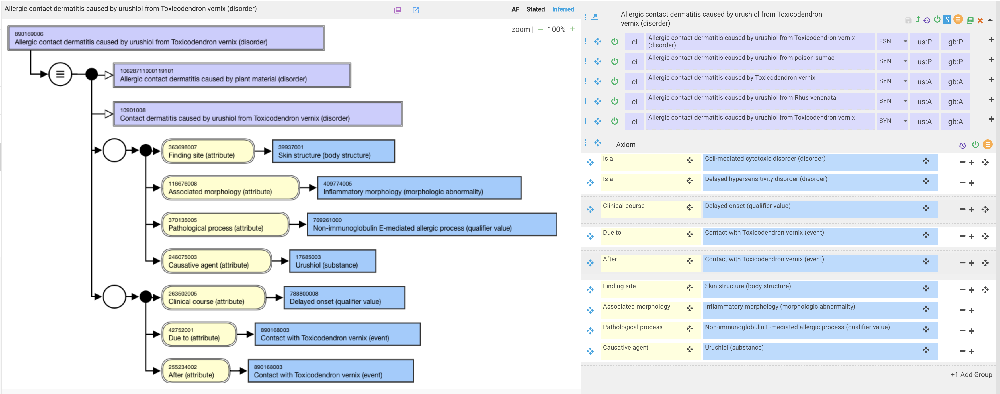 Allergic contact dermatitis caused by urushiol from Toxicodendron vernix (disorder)
AF Stated Inferred
zoom | − 100% +
890169006
Allergic contact dermatitis caused by urushiol from Toxicodendron vernix (disorder)
10628711000119101
Allergic contact dermatitis caused by plant material (disorder)
10901008
Contact dermatitis caused by urushiol from Toxicodendron vernix (disorder)
363698007
Finding site (attribute)
39937001
Skin structure (body structure)
116676008
Associated morphology (attribute)
409774005
Inflammatory morphology (morphologic abnormality)
370135005
Pathological process (attribute)
769261000
Non-immunoglobulin E-mediated allergic process (qualifier value)
246075003
Causative agent (attribute)
17685003
Urushiol (substance)
263502005
Clinical course (attribute)
788800008
Delayed onset (qualifier value)
42752001
Due to (attribute)
890168003
Contact with Toxicodendron vernix (event)
255234002
After (attribute)
890168003
Contact with Toxicodendron vernix (event)
Allergic contact dermatitis caused by urushiol from Toxicodendron
vernix (disorder)
S
cI Allergic contact dermatitis caused by urushiol from Toxicodendron vernix
(disorder) FSN us:P gb:P
ci Allergic contact dermatitis caused by urushiol from poison sumac SYN us:P gb:P
cI Allergic contact dermatitis caused by Toxicodendron vernix SYN us:A gb:A
cI Allergic contact dermatitis caused by urushiol from Rhus venenata SYN us:A gb:A
cI Allergic contact dermatitis caused by urushiol from Toxicodendron vernix SYN us:A gb:A
Axiom
Is a Cell-mediated cytotoxic disorder (disorder)
Is a Delayed hypersensitivity disorder (disorder)
Clinical course Delayed onset (qualifier value)
Due to Contact with Toxicodendron vernix (event)
After Contact with Toxicodendron vernix (event)
Finding site Skin structure (body structure)
Associated morphology Inflammatory morphology (morphologic abnormality)
Pathological process Non-immunoglobulin E-mediated allergic process (qualifier value)
Causative agent Urushiol (substance)
+1 Add Group